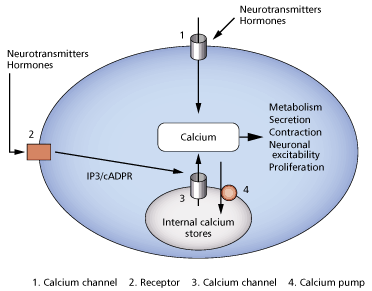 Neurotransmitters
Hormones
1
Neurotransmitters
Hormones
2
Calcium
Metabolism
Secretion
Contraction
Neuronal
excitability
Proliferation
IP3/cADPR
3
4
Internal calcium
stores
1. Calcium channel 2. Receptor 3. Calcium channel 4. Calcium pump